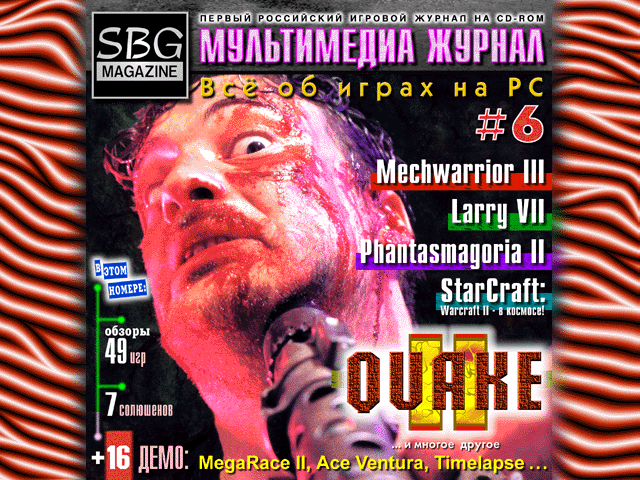 ПЕРВЫЙ РОССИЙСКИЙ ИГРОВОЙ ЖУРНАЛ НА CD-ROM
SBG
MAGAZINE
МУЛЬТИМЕДИА ЖУРНАЛ
Всё об играх на PC
#6
Mechwarrior III
Larry VII
Phantasmagoria II
StarCraft:
Warcraft II - в космосе!
В ЭТОМ
НОМЕРЕ:
обзоры
49 игр
7 солюшенов
QUAKE II
... и многое другое
+16 ДЕМО: MegaRace II, Ace Ventura, Timelapse ...